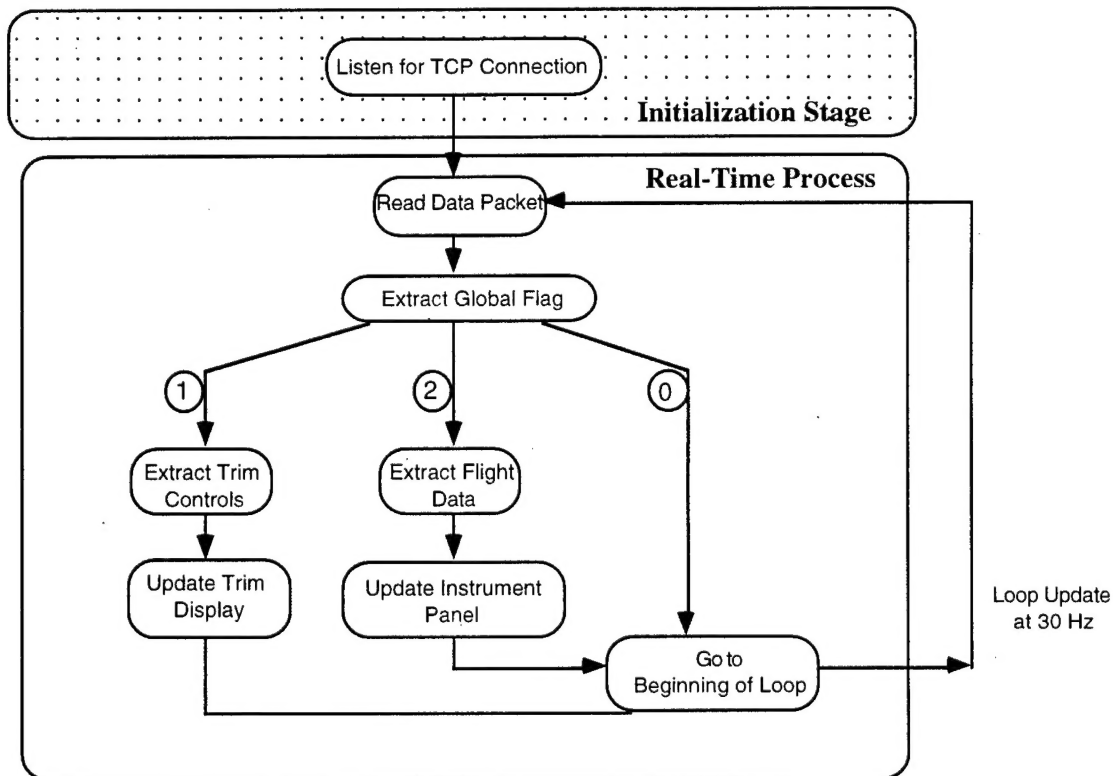 Listen for TCP Connection
Initialization Stage
Real-Time Process
Read Data Packet
Extract Global Flag
1
2
0
Extract Trim
Controls
Extract Flight
Data
Update Trim
Display
Update Instrument
Panel
Loop Update
at 30 Hz
Go to
Beginning of Loop